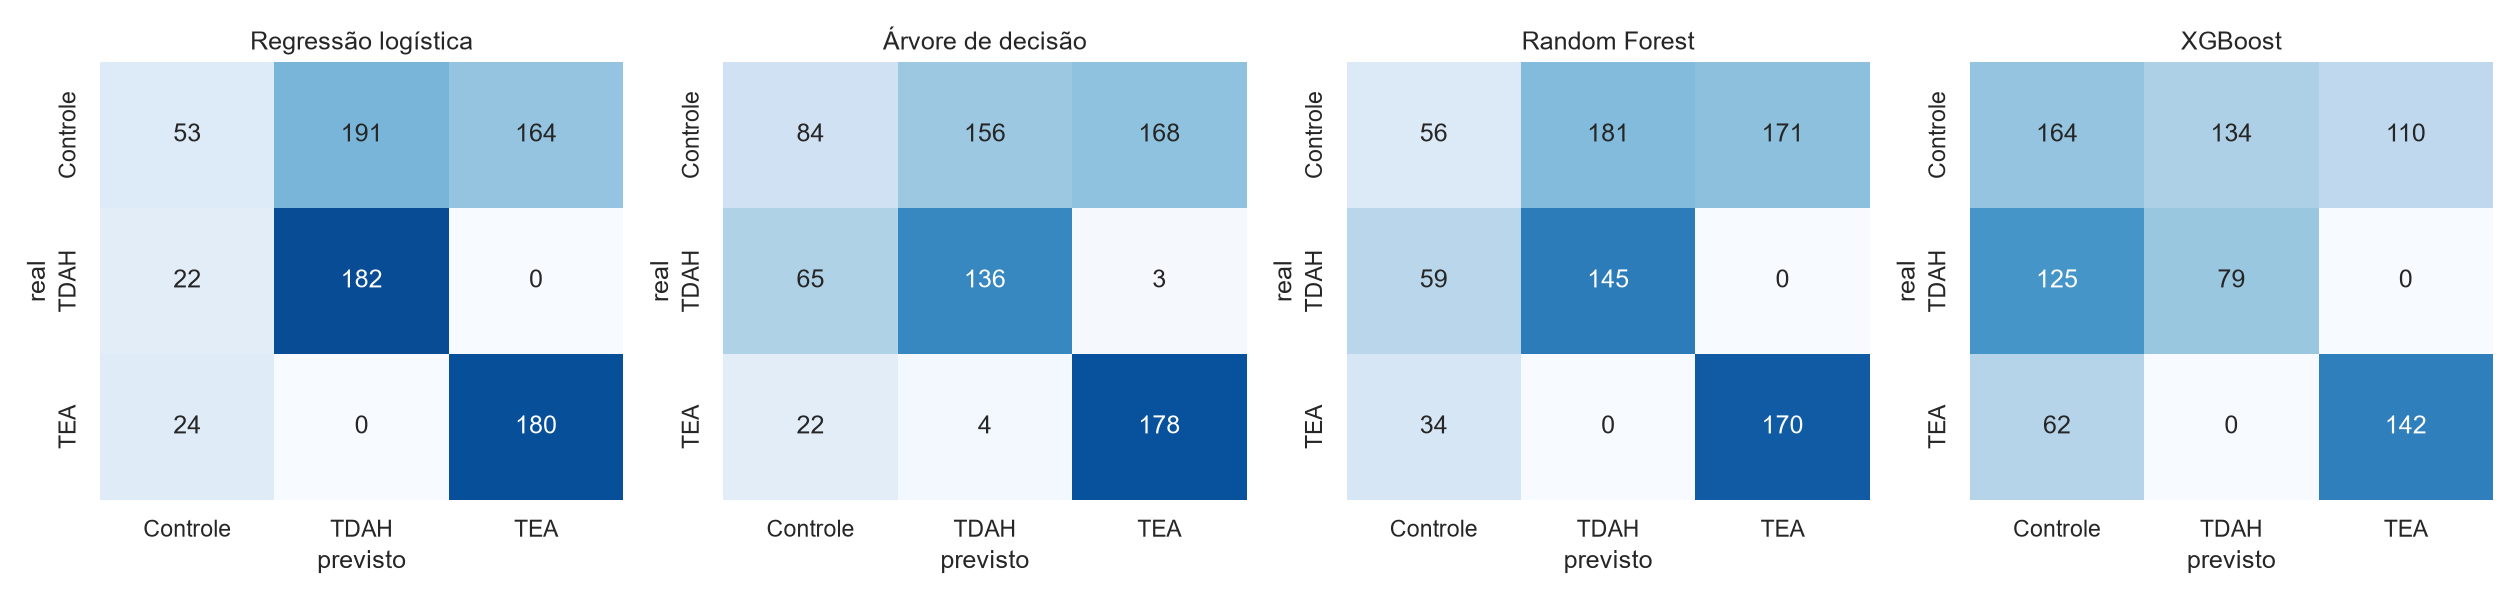 Regressão logística
Controle 53 191 164
real
TDAH 22 182 0
TEA 24 0 180
Controle TDAH TEA
previsto
Árvore de decisão
Controle 84 156 168
real
TDAH 65 136 3
TEA 22 4 178
Controle TDAH TEA
previsto
Random Forest
Controle 56 181 171
real
TDAH 59 145 0
TEA 34 0 170
Controle TDAH TEA
previsto
XGBoost
Controle 164 134 110
real
TDAH 125 79 0
TEA 62 0 142
Controle TDAH TEA
previsto